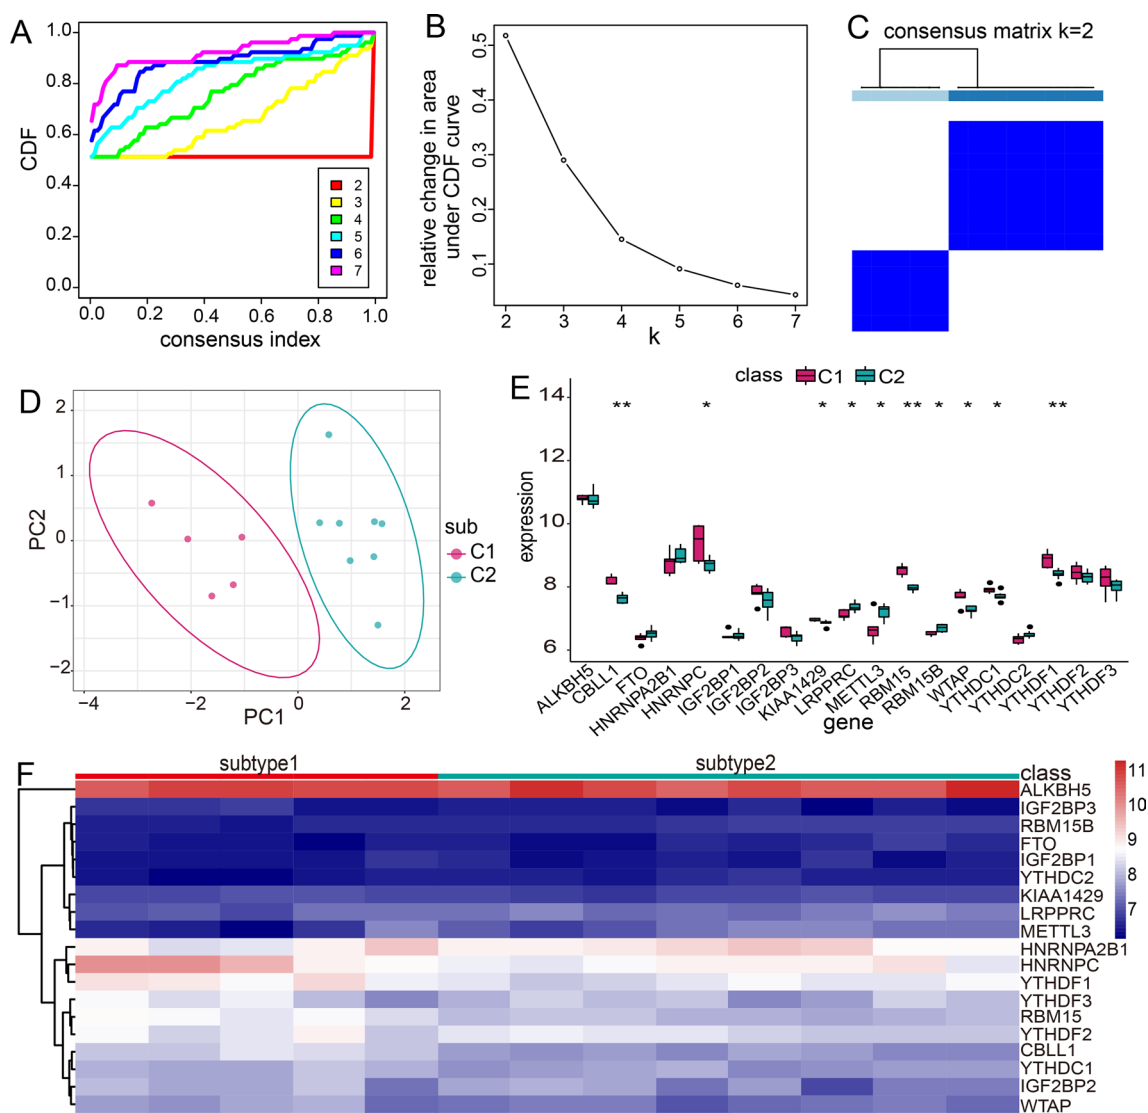 A
CDF
1.0
0.8
0.6
0.4
0.2
0.0
2
3
4
5
6
7
0.0 0.2 0.4 0.6 0.8 1.0
consensus index
B
relative change in area
under CDF curve
0.5
0.4
0.3
0.2
0.1
2 3 4 5 6 7
k
C
consensus matrix k=2
D
PC2
2
1
0
−1
−2
−4 −2 0 2
PC1
sub
C1
C2
E
class C1 C2
expression
14
12
10
8
6
** * * * * ** * * * **
ALKBH5
CBLL1
FTO
HNRNPA2B1
HNRNPC
IGF2BP1
IGF2BP2
IGF2BP3
KIAA1429
LRPPRC
METTL3
RBM15
RBM15B
WTAP
YTHDC1
YTHDC2
YTHDF1
YTHDF2
YTHDF3
gene
F
subtype1 subtype2
class
ALKBH5
IGF2BP3
RBM15B
FTO
IGF2BP1
YTHDC2
KIAA1429
LRPPRC
METTL3
HNRNPA2B1
HNRNPC
YTHDF1
YTHDF3
RBM15
YTHDF2
CBLL1
YTHDC1
IGF2BP2
WTAP
11
10
9
8
7